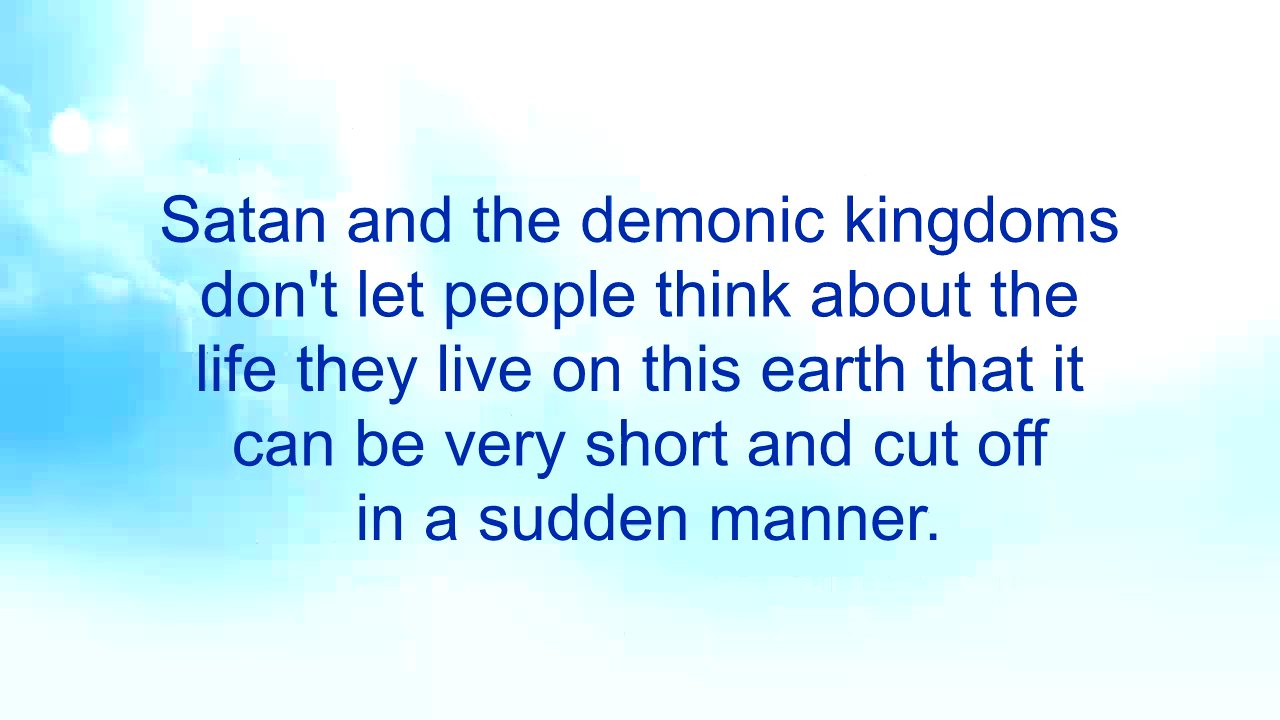 Satan and the demonic kingdoms
don't let people think about the
life they live on this earth that it
can be very short and cut off
in a sudden manner.